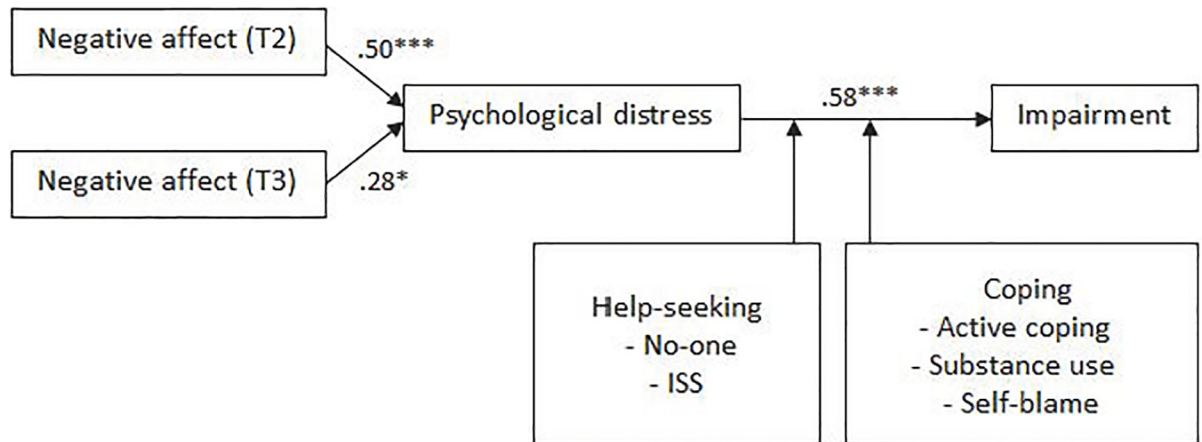 Negative affect (T2)
.50***
Psychological distress
.58***
Impairment
Negative affect (T3)
.28*
Help-seeking
- No-one
- ISS
Coping
- Active coping
- Substance use
- Self-blame